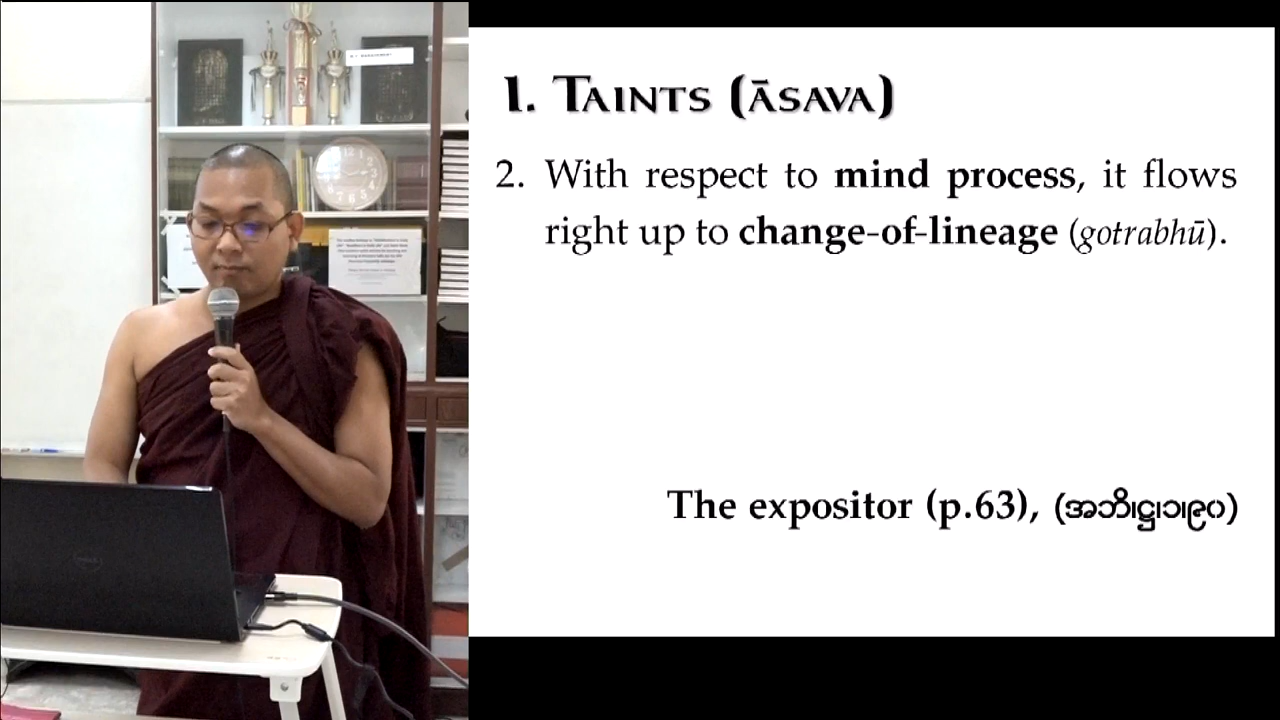 1. Taints (Āsava)
2. With respect to mind process, it flows
right up to change-of-lineage (gotrabhū).
The expositor (p.63), (အဘိ၊ဋ္ဌ၊၁၊၉၀)